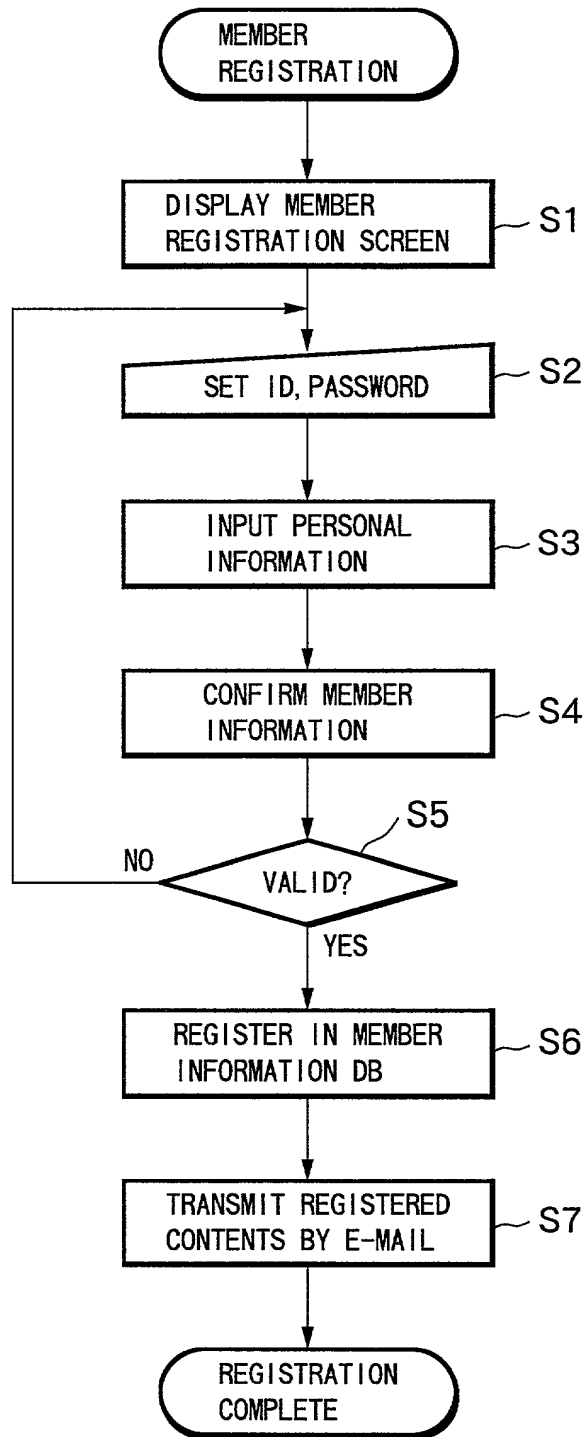 MEMBER
REGISTRATION
DISPLAY MEMBER
REGISTRATION SCREEN
S1
SET ID, PASSWORD
S2
INPUT PERSONAL
INFORMATION
S3
CONFIRM MEMBER
INFORMATION
S4
S5
NO
VALID?
YES
REGISTER IN MEMBER
INFORMATION DB
S6
TRANSMIT REGISTERED
CONTENTS BY E-MAIL
S7
REGISTRATION
COMPLETE